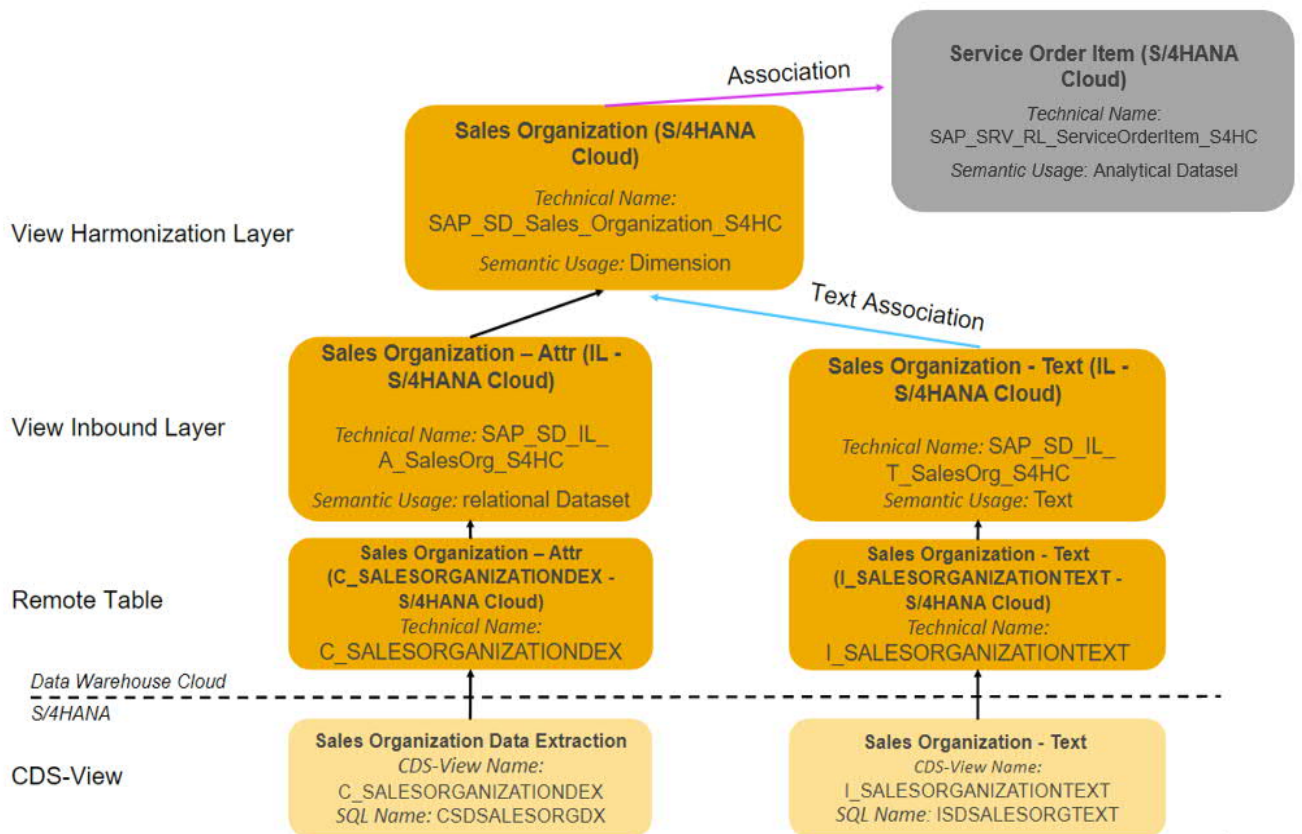 Association
Service Order Item (S/4HANA
Cloud)
Technical Name:
SAP_SRV_RL_ServiceOrderItem_S4HC
Semantic Usage: Analytical Dataset
Sales Organization (S/4HANA
Cloud)
Technical Name:
SAP_SD_Sales_Organization_S4HC
Semantic Usage: Dimension
View Harmonization Layer
Text Association
Sales Organization – Attr (IL -
S/4HANA Cloud)
Technical Name: SAP_SD_IL_
A_SalesOrg_S4HC
Semantic Usage: relational Dataset
Sales Organization - Text (IL -
S/4HANA Cloud)
Technical Name: SAP_SD_IL_
T_SalesOrg_S4HC
Semantic Usage: Text
View Inbound Layer
Sales Organization – Attr
(C_SALESORGANIZATIONDEX -
S/4HANA Cloud)
Technical Name:
C_SALESORGANIZATIONDEX
Sales Organization - Text
(I_SALESORGANIZATIONTEXT -
S/4HANA Cloud)
Technical Name:
I_SALESORGANIZATIONTEXT
Remote Table
Data Warehouse Cloud
S/4HANA
Sales Organization Data Extraction
CDS-View Name:
C_SALESORGANIZATIONDEX
SQL Name: CSDSALESORGDX
Sales Organization - Text
CDS-View Name:
I_SALESORGANIZATIONTEXT
SQL Name: ISDSALESORGTEXT
CDS-View